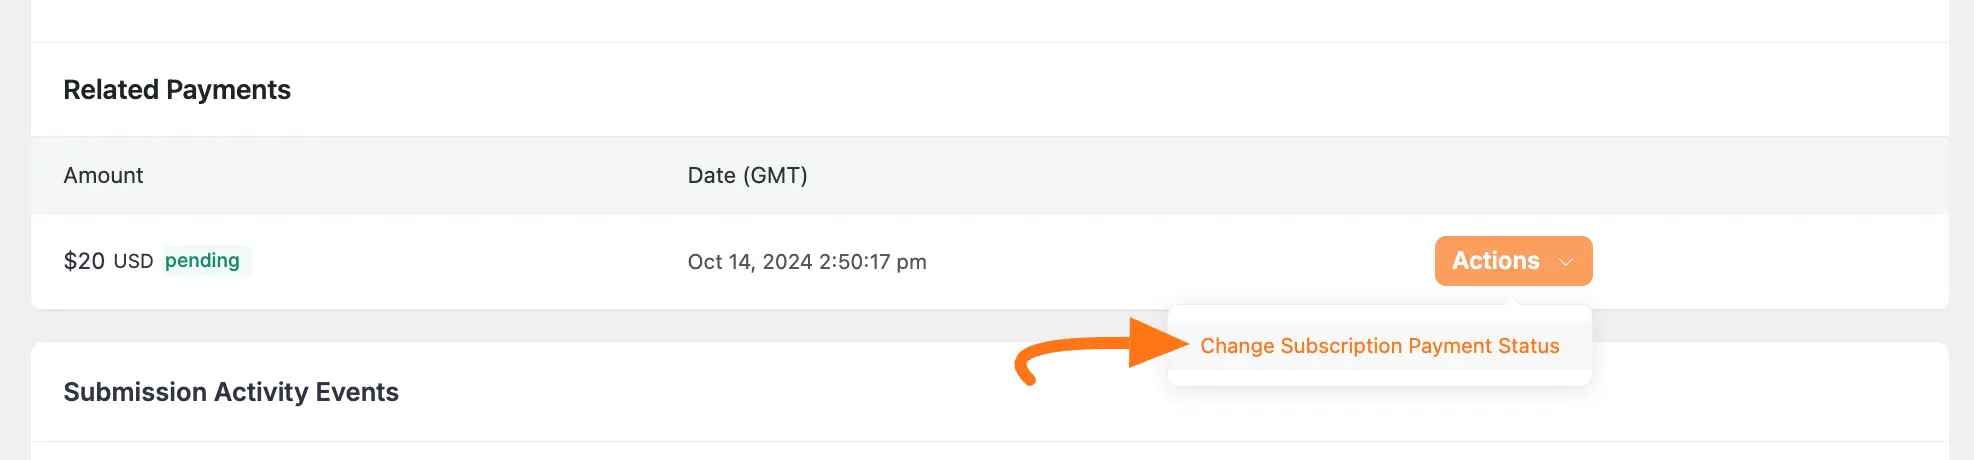 Related Payments
Amount Date (GMT)
$20 USD pending Oct 14, 2024 2:50:17 pm Actions
Change Subscription Payment Status
Submission Activity Events